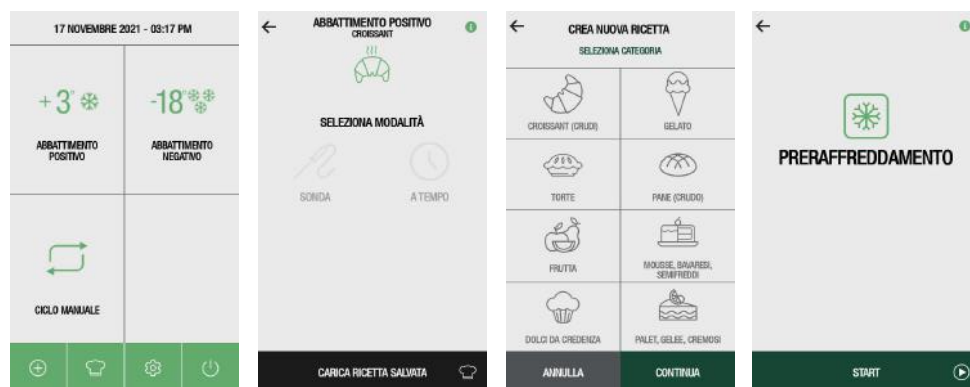 17 NOVEMBRE 2021 - 03:17 PM
+3°
-18°
ABBATTIMENTO
POSITIVO
ABBATTIMENTO
NEGATIVO
CICLO MANUALE
ABBATTIMENTO POSITIVO
CROISSANT
SELEZIONA MODALITÀ
SONDA
A TEMPO
CARICA RICETTA SALVATA
CREA NUOVA RICETTA
SELEZIONA CATEGORIA
CROISSANT (CRUDI)
GELATO
TORTE
PANE (CRUDO)
FRUTTA
MOUSSE, BAVARESI,
SEMIFREDDI
DOLCI DA CREDENZA
PALET, GELEE, CREMOSI
ANNULLA
CONTINUA
PRERAFFREDDAMENTO
START